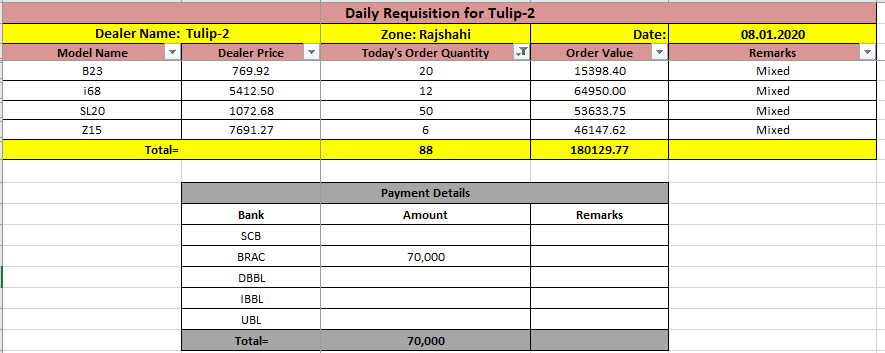 Daily Requisition for Tulip-2
Dealer Name: Tulip-2 Zone: Rajshahi Date: 08.01.2020
Model Name Dealer Price Today's Order Quantity Order Value Remarks
B23 769.92 20 15398.40 Mixed
i68 5412.50 12 64950.00 Mixed
SL20 1072.68 50 53633.75 Mixed
Z15 7691.27 6 46147.62 Mixed
Total= 88 180129.77
Payment Details
Bank Amount Remarks
SCB
BRAC 70,000
DBBL
IBBL
UBL
Total= 70,000